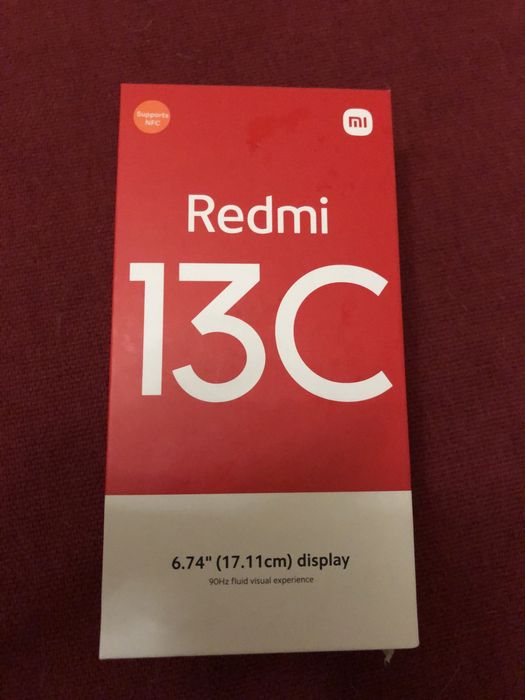 Supports
NFC
mi
Redmi
13C
6.74" (17.11cm) display
90Hz fluid visual experience